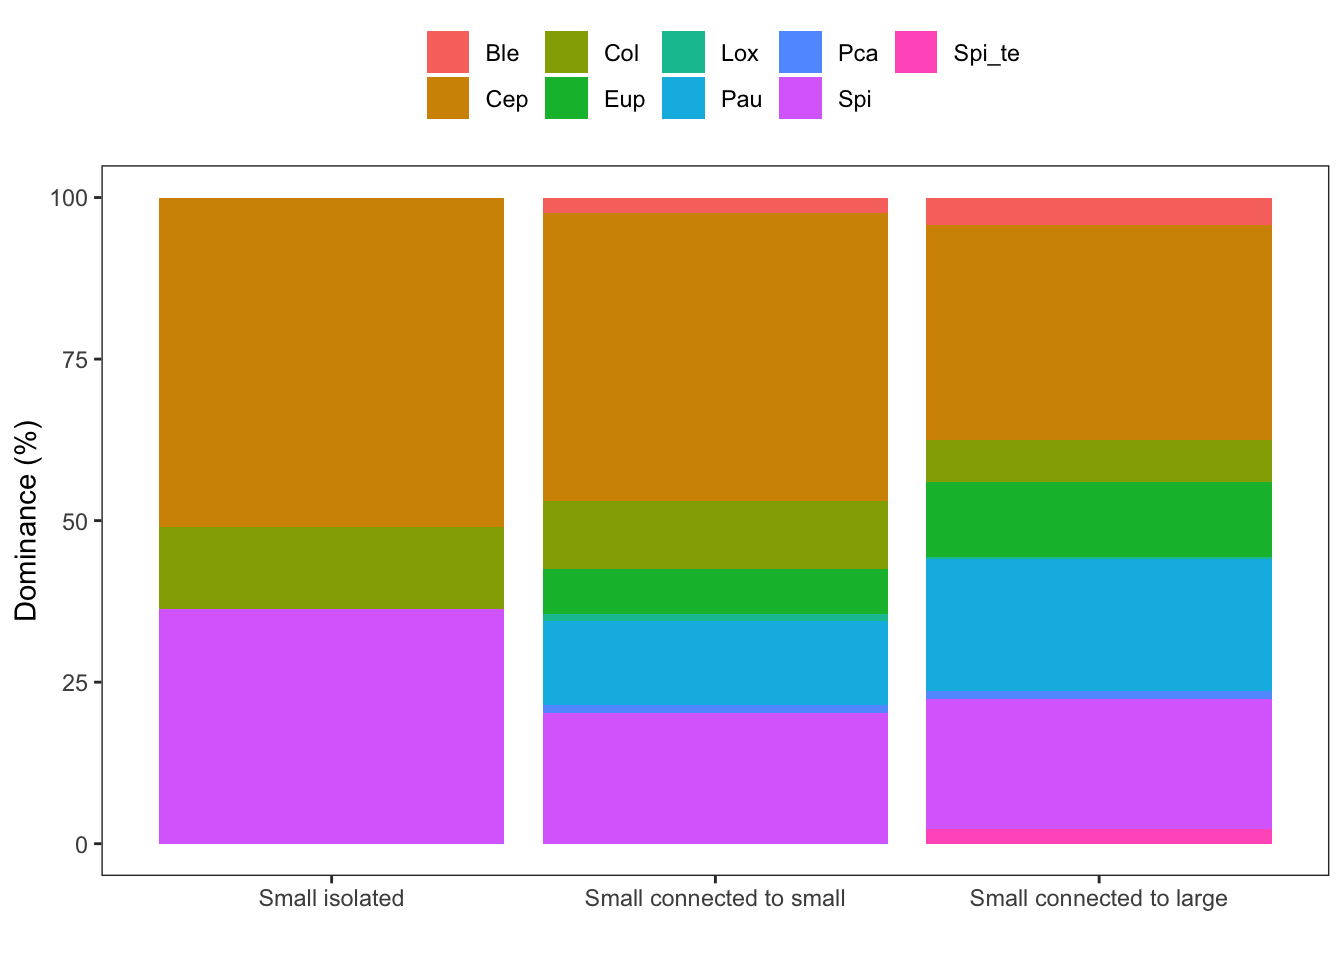 Ble Col Lox Pca Spi_te
Cep Eup Pau Spi
100
75
50
25
0
Dominance (%)
Small isolated Small connected to small Small connected to large